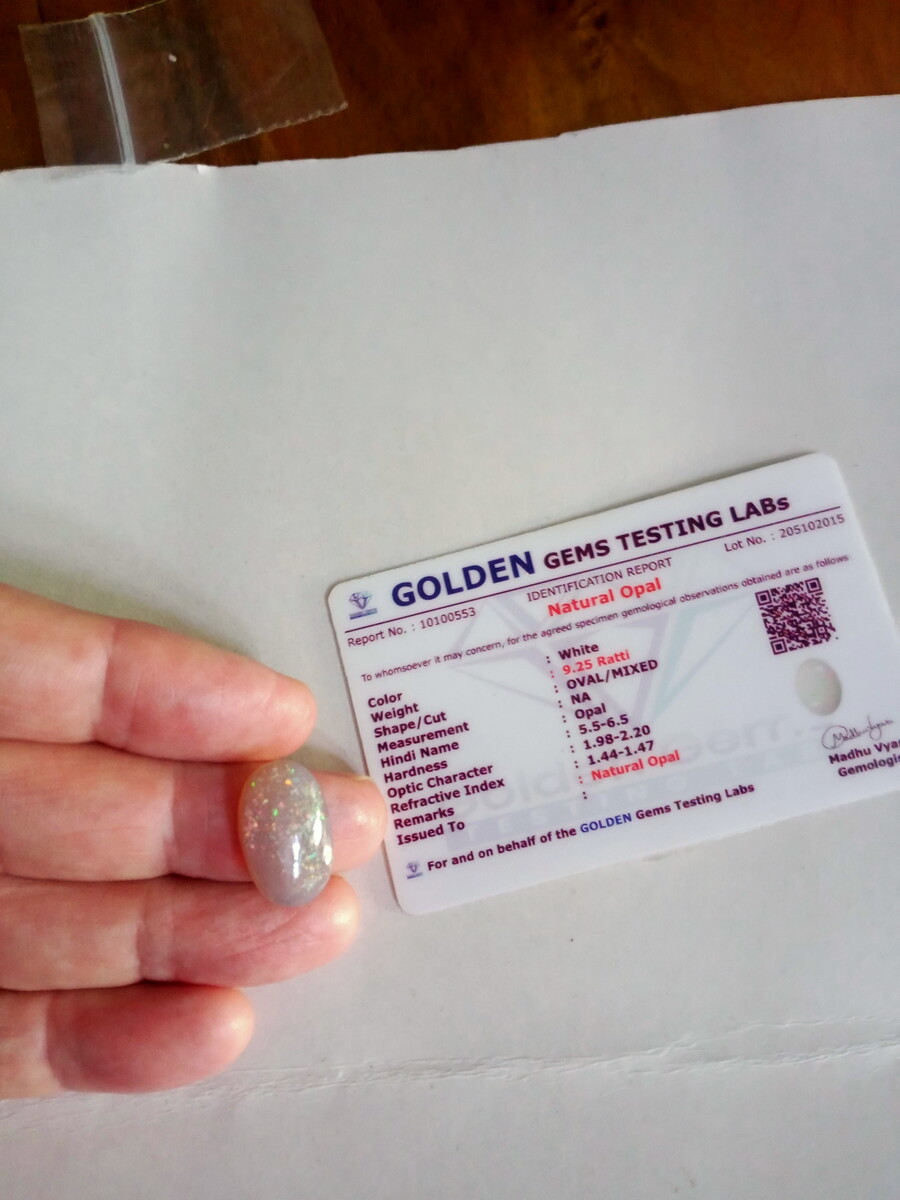 GOLDEN GEMS TESTING LABs
IDENTIFICATION REPORT
Report No. : 10100553
Natural Opal
Lot No. : 205102015
To whomsoever it may concern, for the agreed specimen gemological observations obtained are as follows
Color : White
Weight : 9.25 Ratti
Shape/Cut : OVAL/MIXED
Measurement : NA
Hindi Name : Opal
Hardness : 5.5-6.5
Optic Character : 1.98-2.20
Refractive Index : 1.44-1.47
Remarks : Natural Opal
Issued To :
Madhu
For and on behalf of the GOLDEN Gems Testing Labs